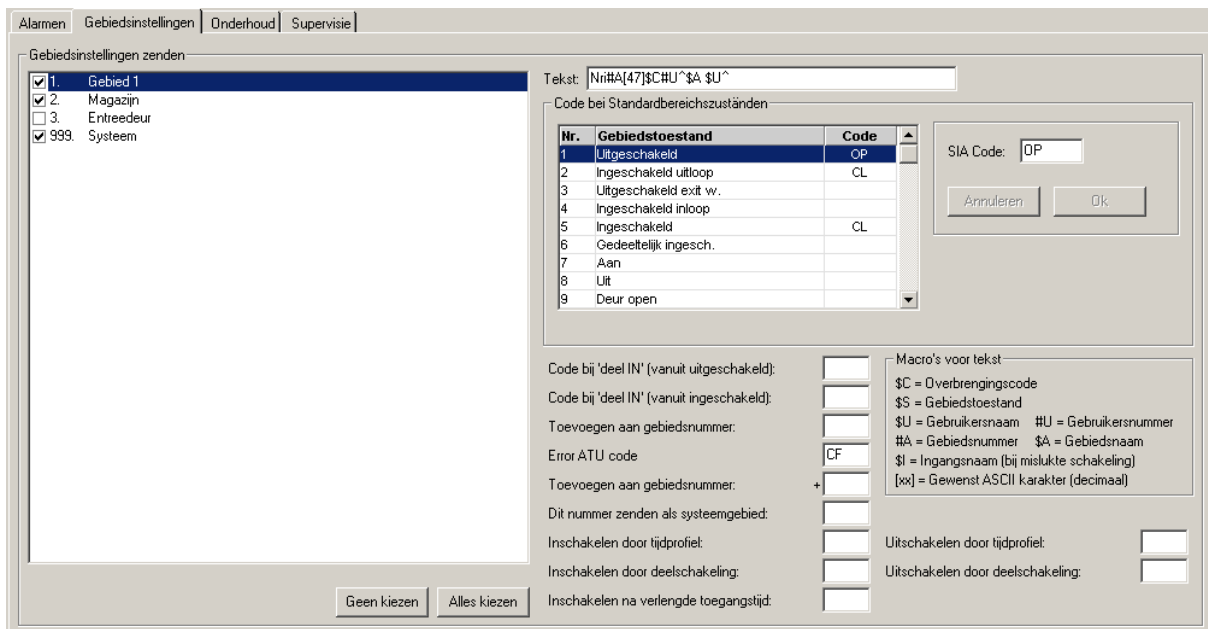 Alarmen Gebiedsinstellingen Onderhoud Supervisie
Gebiedsinstellingen zenden
1. Gebied 1
2. Magazijn
3. Entreedeur
999. Systeem
Geen kiezen Alles kiezen
Tekst: Nri#A[47]$C#U^$A $U^
Code bei Standardbereichszuständen
Nr. Gebiedstoestand Code
1 Uitgeschakeld OP
2 Ingeschakeld uitloop CL
3 Uitgeschakeld exit w.
4 Ingeschakeld inloop
5 Ingeschakeld CL
6 Gedeeltelijk ingesch.
7 Aan
8 Uit
9 Deur open
SIA Code: OP
Annuleren Ok
Code bij 'deel IN' (vanuit uitgeschakeld):
Code bij 'deel IN' (vanuit ingeschakeld):
Toevoegen aan gebiedsnummer:
Error ATU code CF
Toevoegen aan gebiedsnummer: +
Dit nummer zenden als systeemgebied:
Inschakelen door tijdprofiel:
Inschakelen door deelschakeling:
Inschakelen na verlengde toegangstijd:
Macro's voor tekst
$C = Overbrengingscode
$S = Gebiedstoestand
$U = Gebruikersnaam #U = Gebruikersnummer
#A = Gebiedsnummer $A = Gebiedsnaam
$I = Ingangsnaam (bij mislukte schakeling)
[xx] = Gewenst ASCII karakter (decimaal)
Uitschakelen door tijdprofiel:
Uitschakelen door deelschakeling: